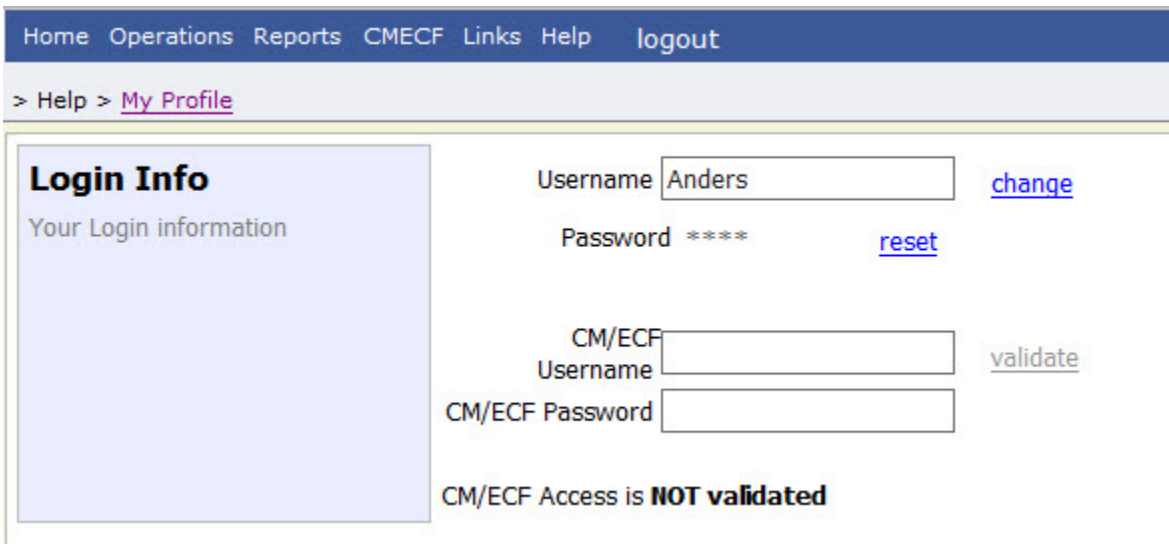 Home Operations Reports CMECF Links Help logout
> Help > My Profile
Login Info
Your Login information
Username Anders change
Password **** reset
CM/ECF
Username validate
CM/ECF Password
CM/ECF Access is NOT validated